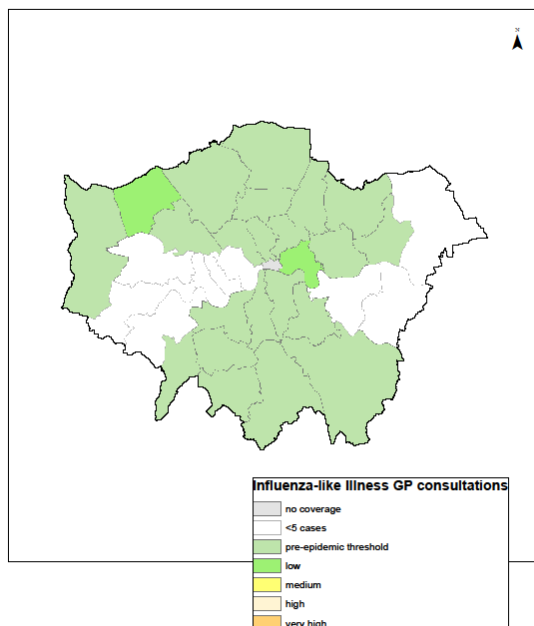 Influenza-like Illness GP consultations
no coverage
<5 cases
pre-epidemic threshold
low
medium
high
very high